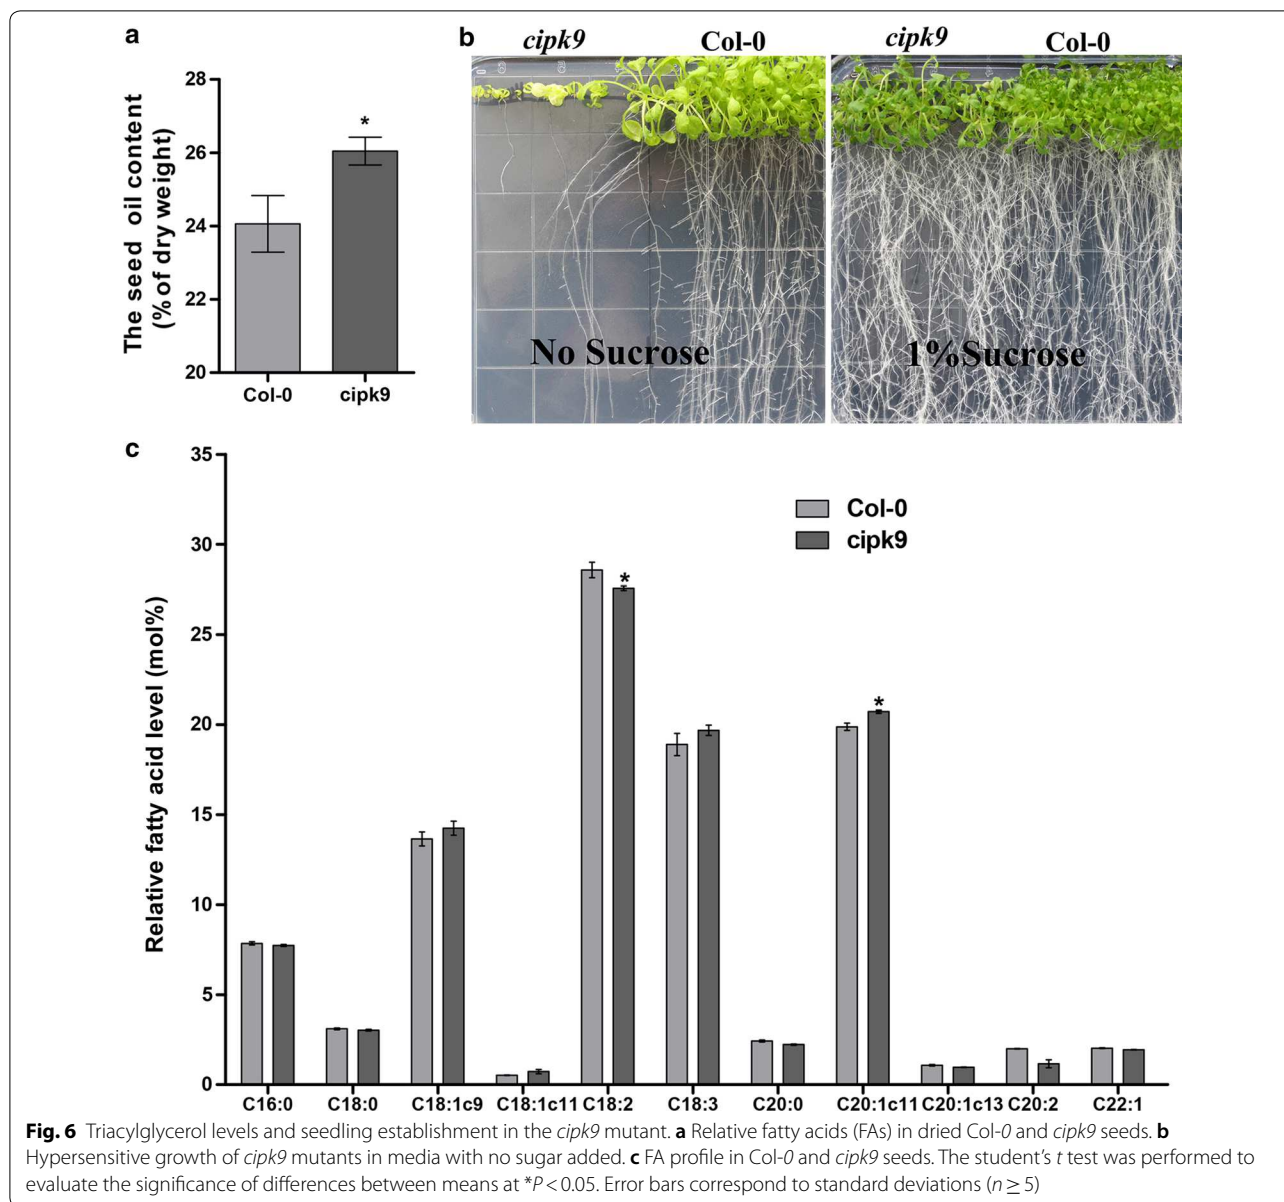 a
28
26
24
22
20
The seed oil content
(% of dry weight)
*
Col-0 cipk9
b
cipk9 Col-0 cipk9 Col-0
No Sucrose 1%Sucrose
c
35
30
25
20
15
10
5
0
Relative fatty acid level (mol%)
Col-0
cipk9
*
*
C16:0 C18:0 C18:1c9 C18:1c11 C18:2 C18:3 C20:0 C20:1c11 C20:1c13 C20:2 C22:1
Fig. 6 Triacylglycerol levels and seedling establishment in the cipk9 mutant. a Relative fatty acids (FAs) in dried Col-0 and cipk9 seeds. b
Hypersensitive growth of cipk9 mutants in media with no sugar added. c FA profile in Col-0 and cipk9 seeds. The student's t test was performed to
evaluate the significance of differences between means at *P < 0.05. Error bars correspond to standard deviations (n ≥ 5)